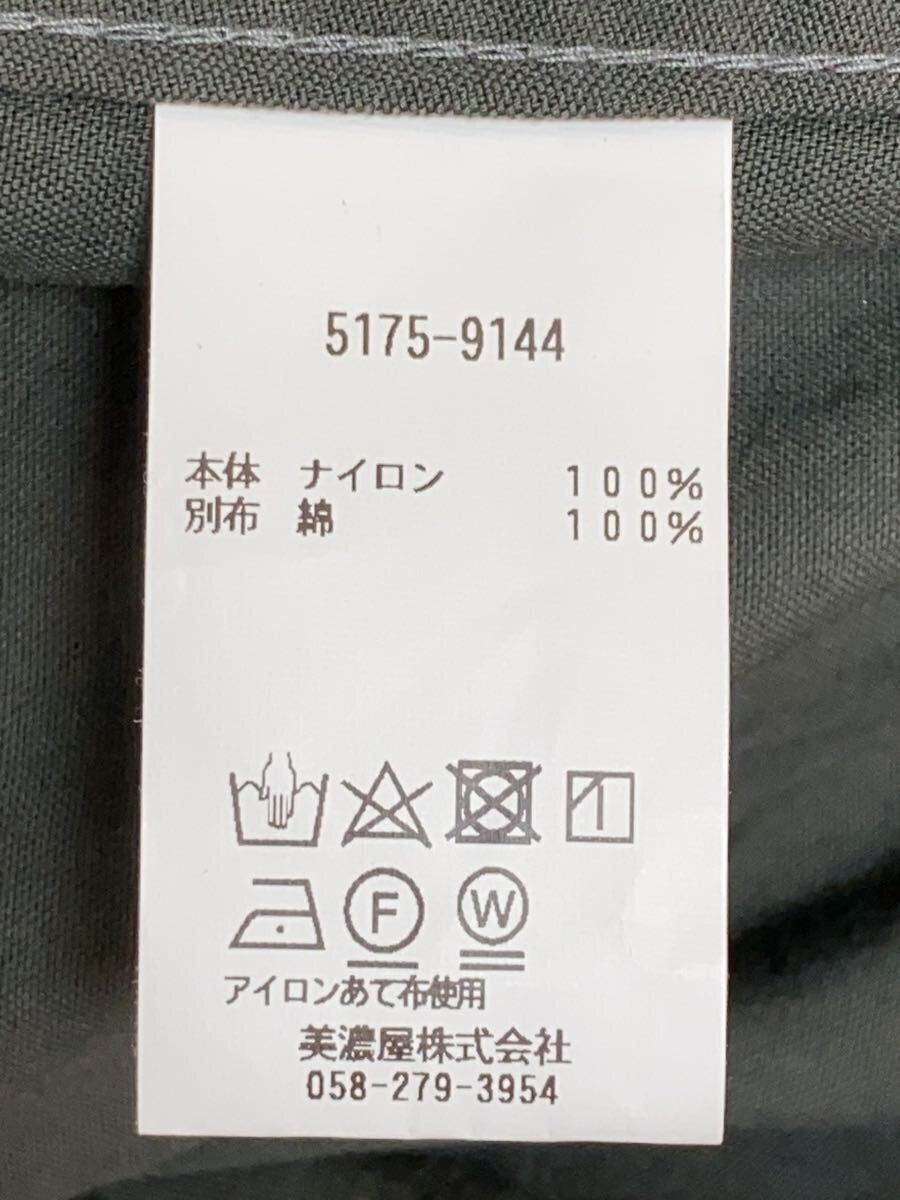 5175-9144
本体 ナイロン 100%
別布 綿 100%
F W
アイロンあて布使用
美濃屋株式会社
058-279-3954